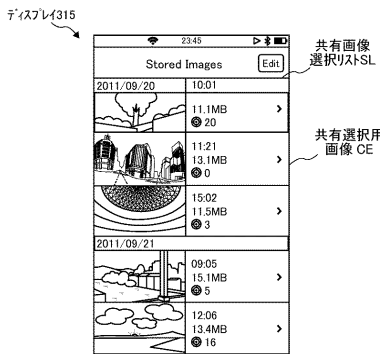 ディスプレイ315
23:45
Stored Images
Edit
共有画像
選択リストSL
2011/09/20
10:01
11.1MB
20
11:21
13.1MB
0
共有選択用
画像 CE
15:02
11.5MB
3
2011/09/21
09:05
15.1MB
5
12:06
13.4MB
16